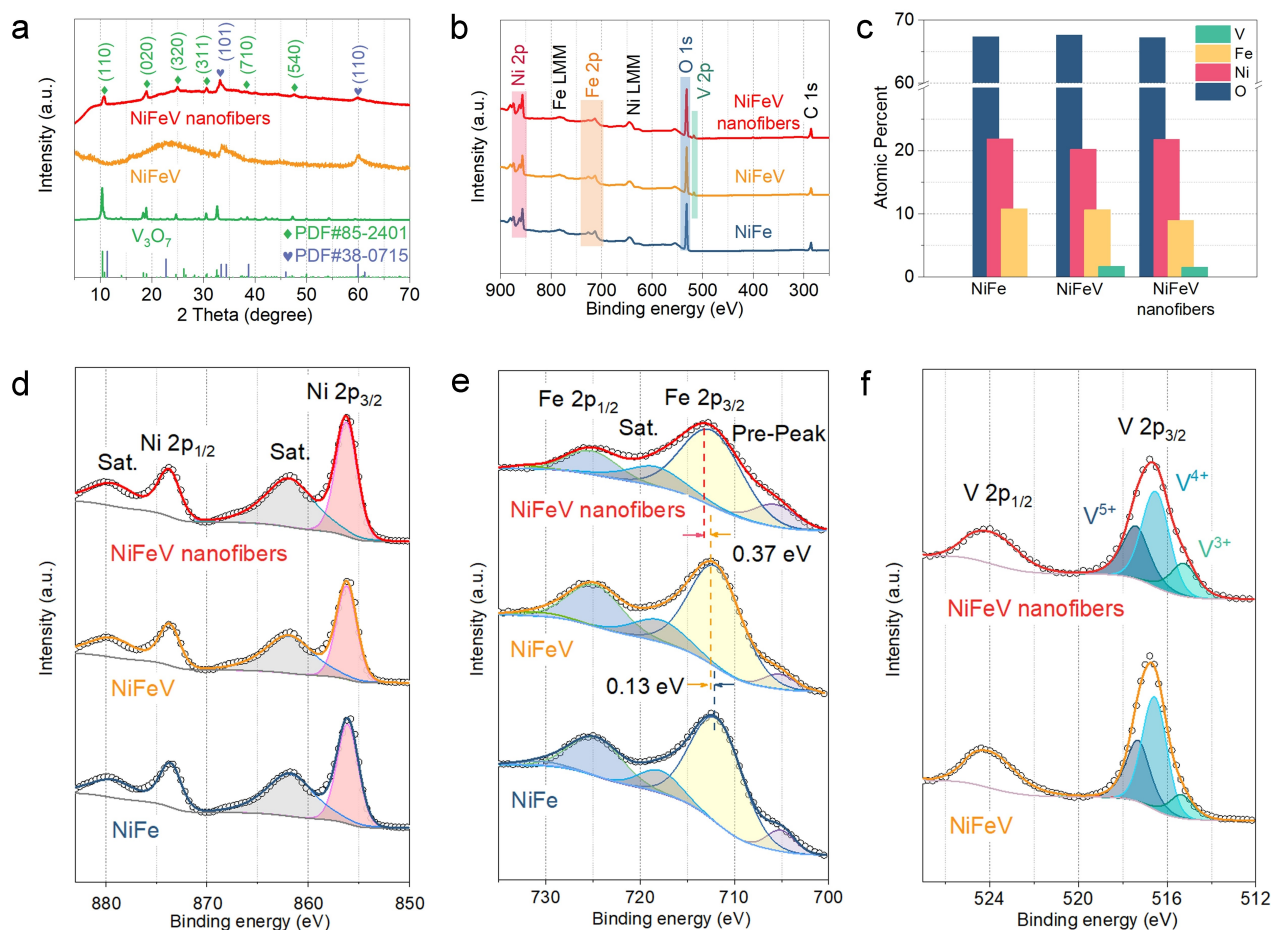 a
Intensity (a.u.)
(110)
(020)
(320)
(311)
(101)
(710)
(540)
(110)
NiFeV nanofibers
NiFeV
V₃O₇
♦PDF#85-2401
♥PDF#38-0715
10 20 30 40 50 60 70
2 Theta (degree)
b
Intensity (a.u.)
Ni 2p
Fe LMM
Fe 2p
Ni LMM
O 1s
V 2p
C 1s
NiFeV
nanofibers
NiFeV
NiFe
900 800 700 600 500 400 300
Binding energy (eV)
c
Atomic Percent
70
60
20
10
0
V
Fe
Ni
O
NiFe
NiFeV
NiFeV
nanofibers
d
Intensity (a.u.)
Ni 2p₃/₂
Ni 2p₁/₂
Sat.
Sat.
NiFeV nanofibers
NiFeV
NiFe
880 870 860 850
Binding energy (eV)
e
Intensity (a.u.)
Fe 2p₁/₂
Fe 2p₃/₂
Sat.
Pre-Peak
NiFeV nanofibers
0.37 eV
NiFeV
0.13 eV
NiFe
730 720 710 700
Binding energy (eV)
f
Intensity (a.u.)
V 2p₃/₂
V 2p₁/₂
V⁵⁺
V⁴⁺
V³⁺
NiFeV nanofibers
NiFeV
524 520 516 512
Binding energy (eV)